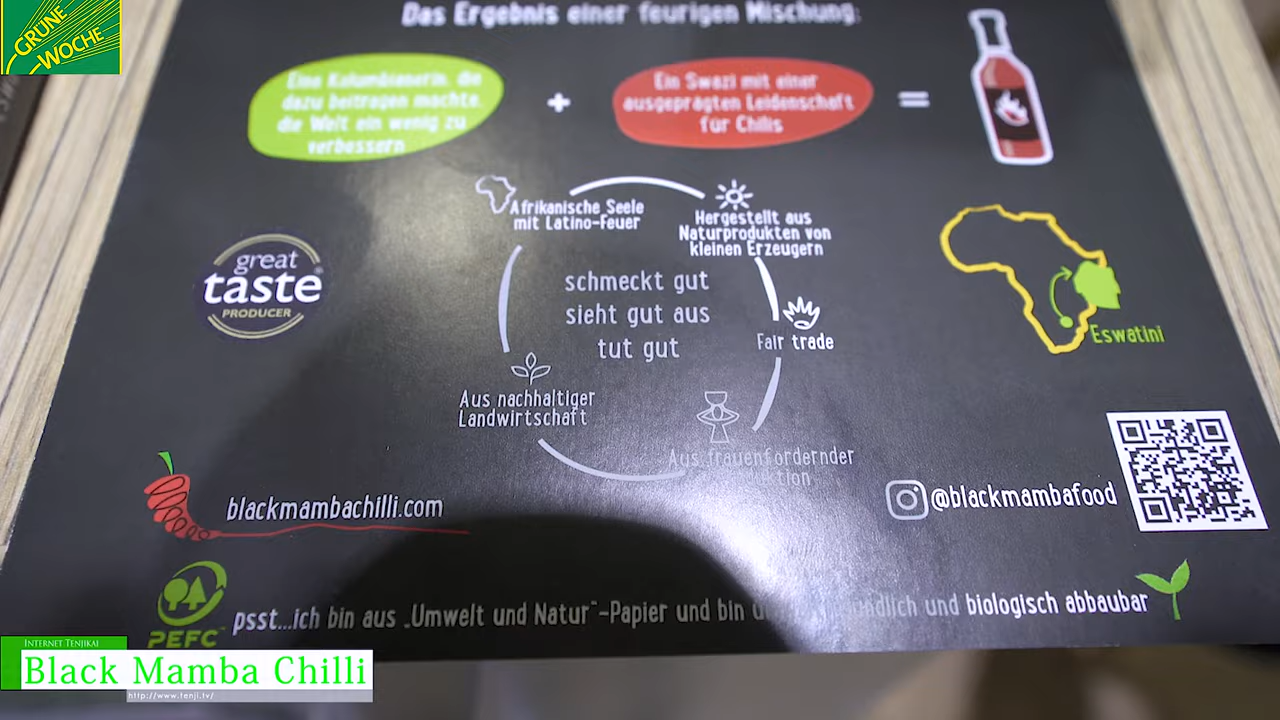 GRÜNE
WOCHE
Das Ergebnis einer feurigen Mischung:
Eine Kolumbianerin, die
dazu beitragen möchte,
die Welt ein wenig zu
verbessern
+
Ein Swazi mit einer
ausgeprägten Leidenschaft
für Chilis
=
Afrikanische Seele
mit Latino-Feuer
Hergestellt aus
Naturprodukten von
kleinen Erzeugern
great
taste
PRODUCER
schmeckt gut
sieht gut aus
tut gut
Fair trade
Eswatini
Aus nachhaltiger
Landwirtschaft
Aus frauenfördernder
blackmambachilli.com
@blackmambafood
PEFC
psst...ich bin aus „Umwelt und Natur“-Papier und bin und biologisch abbaubar
INTERNET TENJIKAI
Black Mamba Chilli
http://www.tenji.tv/